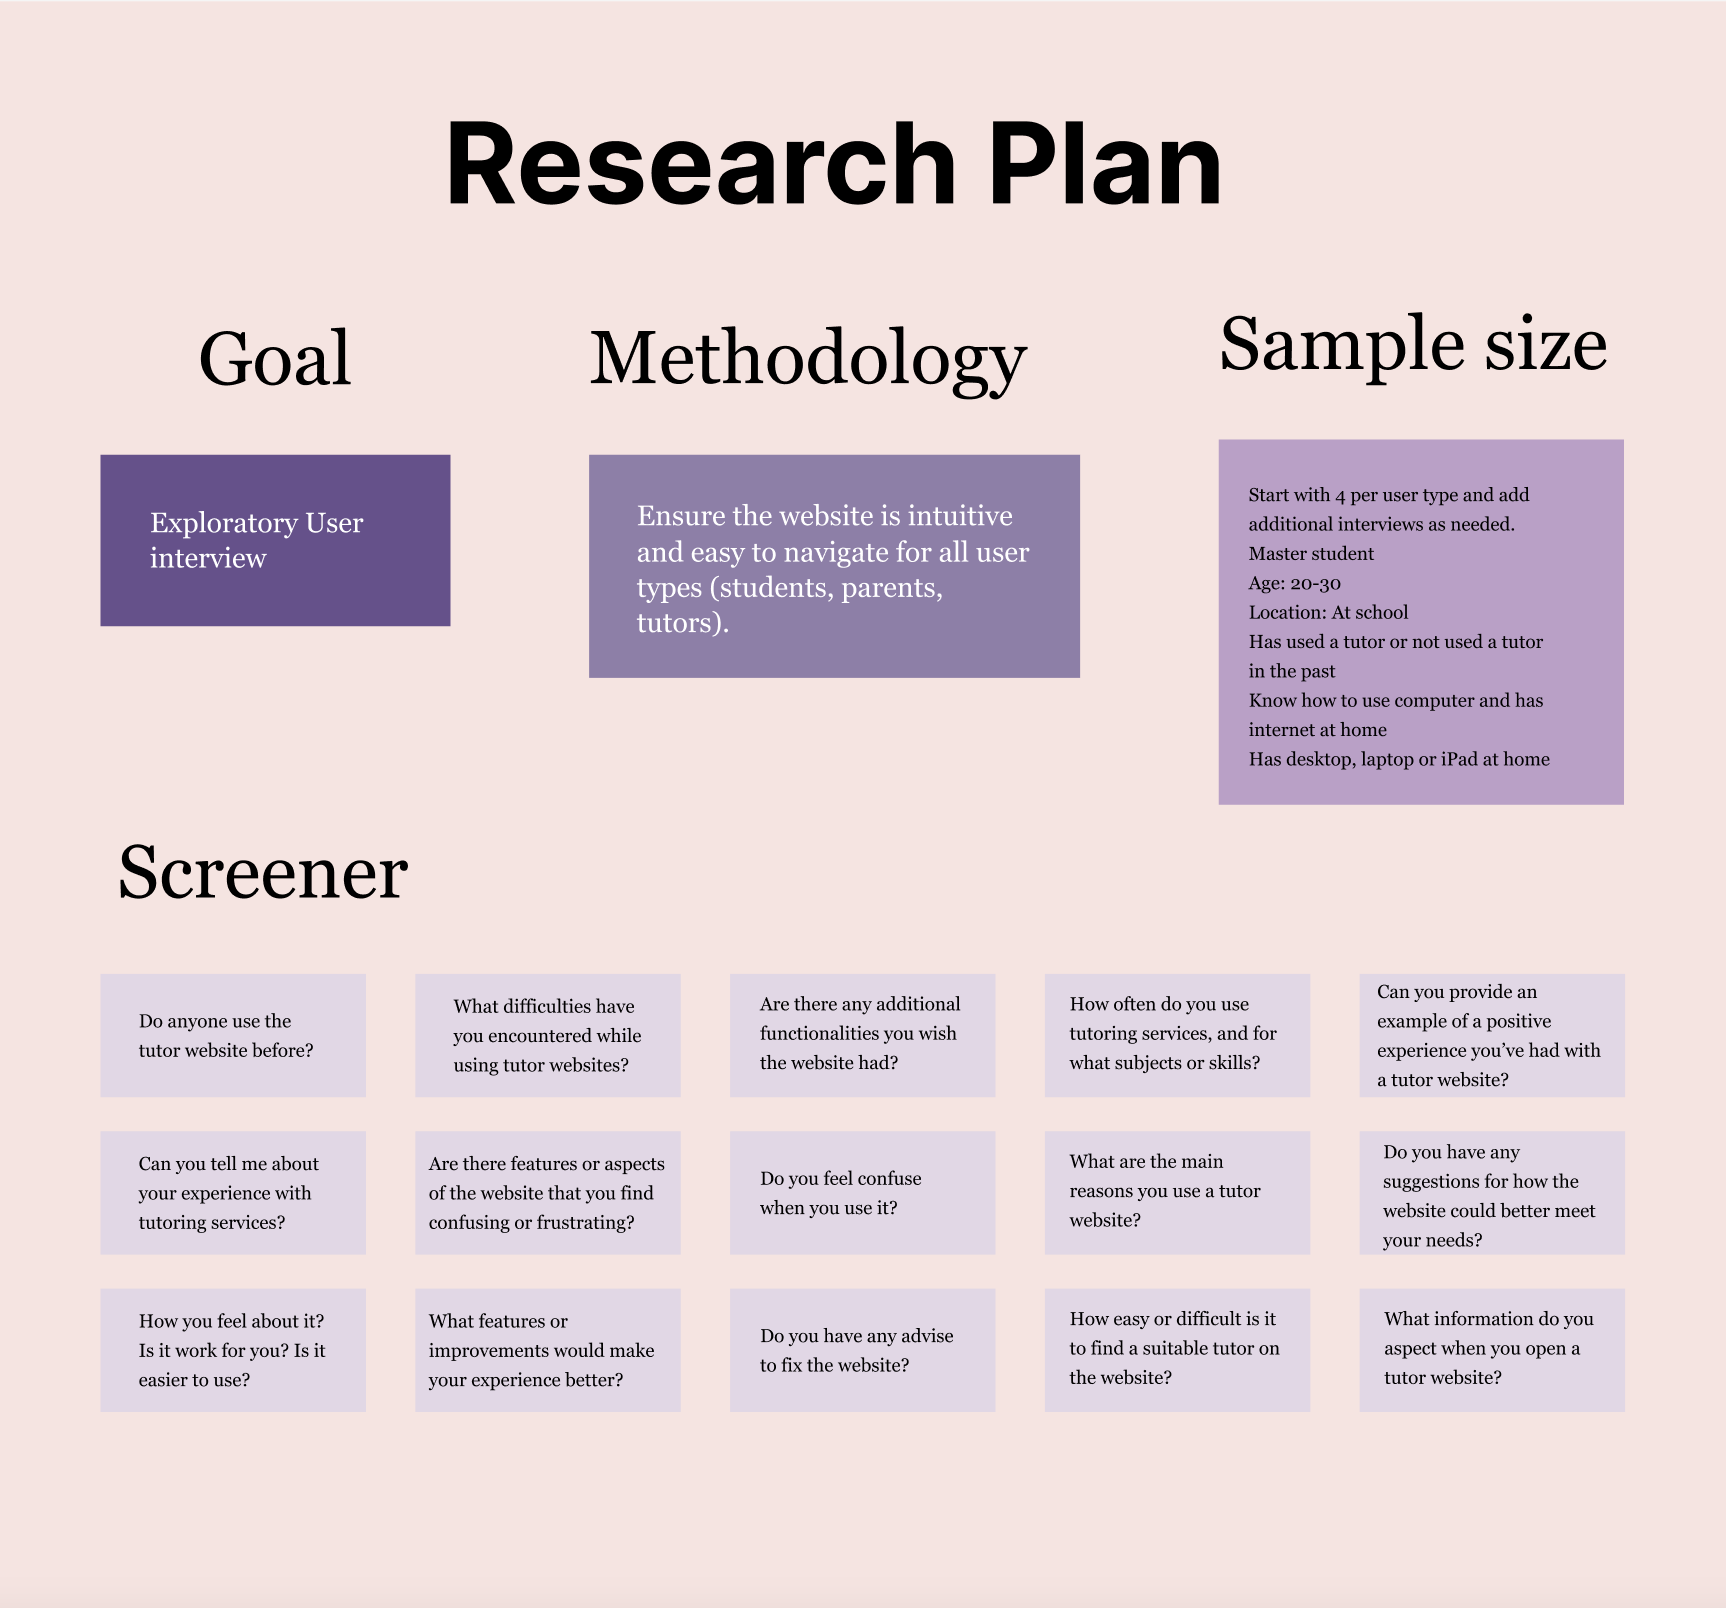 Research Plan
Goal
Exploratory User
interview
Methodology
Ensure the website is intuitive
and easy to navigate for all user
types (students, parents,
tutors).
Sample size
Start with 4 per user type and add
additional interviews as needed.
Master student
Age: 20-30
Location: At school
Has used a tutor or not used a tutor
in the past
Know how to use computer and has
internet at home
Has desktop, laptop or iPad at home
Screener
Do anyone use the
tutor website before?
What difficulties have
you encountered while
using tutor websites?
Are there any additional
functionalities you wish
the website had?
How often do you use
tutoring services, and for
what subjects or skills?
Can you provide an
example of a positive
experience you’ve had with
a tutor website?
Can you tell me about
your experience with
tutoring services?
Are there features or aspects
of the website that you find
confusing or frustrating?
Do you feel confuse
when you use it?
What are the main
reasons you use a tutor
website?
Do you have any
suggestions for how the
website could better meet
your needs?
How you feel about it?
Is it work for you? Is it
easier to use?
What features or
improvements would make
your experience better?
Do you have any advise
to fix the website?
How easy or difficult is it
to find a suitable tutor on
the website?
What information do you
aspect when you open a
tutor website?